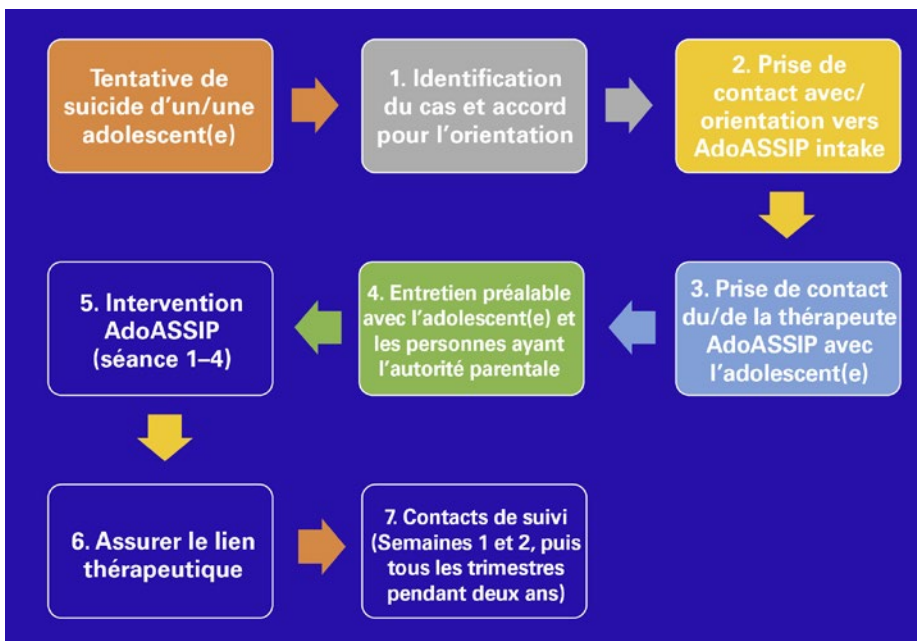 Tentative de
suicide d’un/une
adolescent(e)
1. Identification
du cas et accord
pour l’orientation
2. Prise de
contact avec/
orientation vers
AdoASSIP intake
3. Prise de contact
du/de la thérapeute
AdoASSIP avec
l’adolescent(e)
4. Entretien préalable
avec l’adolescent(e) et
les personnes ayant
l’autorité parentale
5. Intervention
AdoASSIP
(séance 1–4)
6. Assurer le lien
thérapeutique
7. Contacts de suivi
(Semaines 1 et 2, puis
tous les trimestres
pendant deux ans)